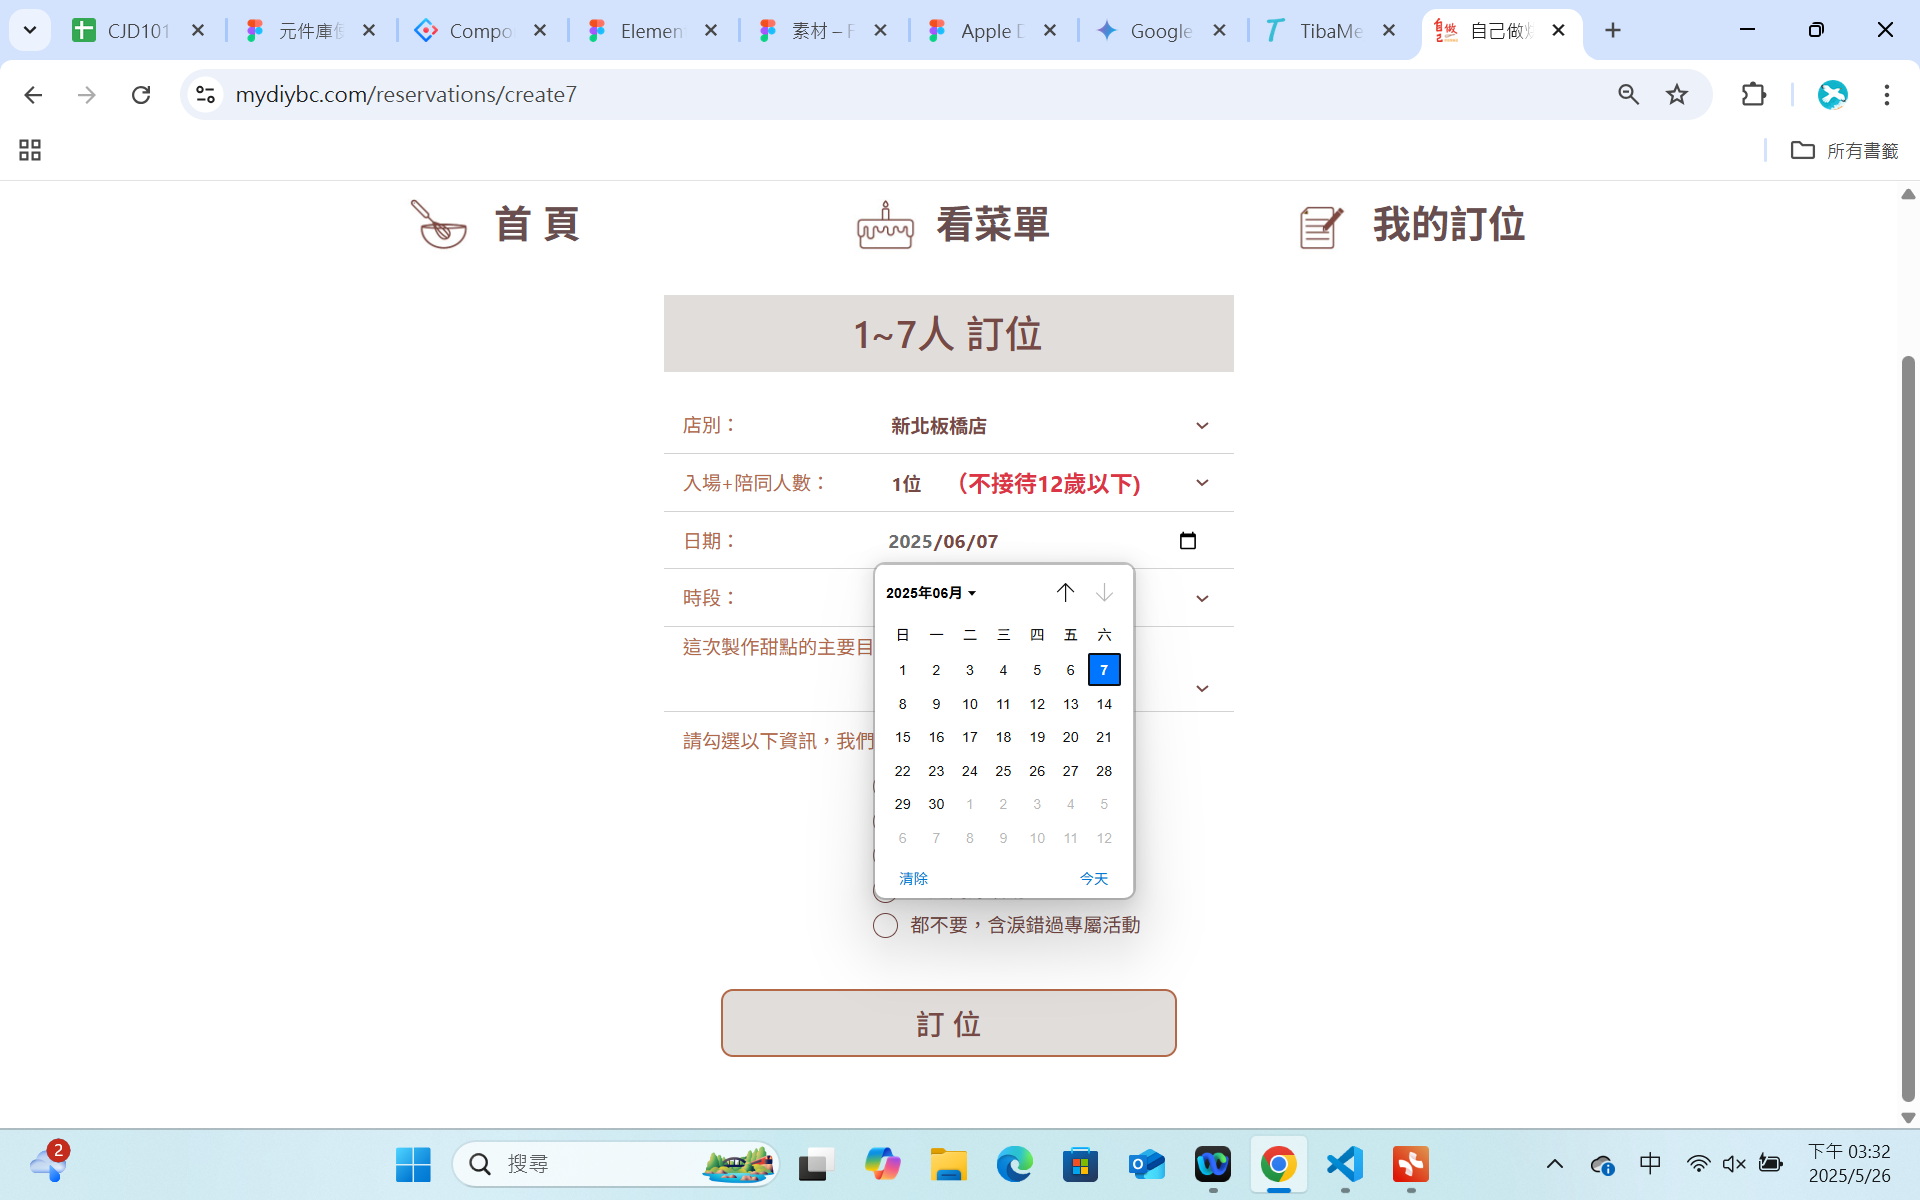 CJD101
元件庫
Compo
Elemen
素材 – F
Apple D
Google
TibaMe
自己做
mydiybc.com/reservations/create7
所有書籤
首 頁
看菜單
我的訂位
1~7人 訂位
店別：
新北板橋店
入場+陪同人數：
1位 （不接待12歲以下)
日期：
2025/06/07
2025年06月
時段：
日 一 二 三 四 五 六
這次製作甜點的主要目
1 2 3 4 5 6 7
8 9 10 11 12 13 14
15 16 17 18 19 20 21
請勾選以下資訊，我們
22 23 24 25 26 27 28
29 30 1 2 3 4 5
6 7 8 9 10 11 12
清除 今天
都不要，含淚錯過專屬活動
訂 位
2
搜尋
中
下午 03:32
2025/5/26